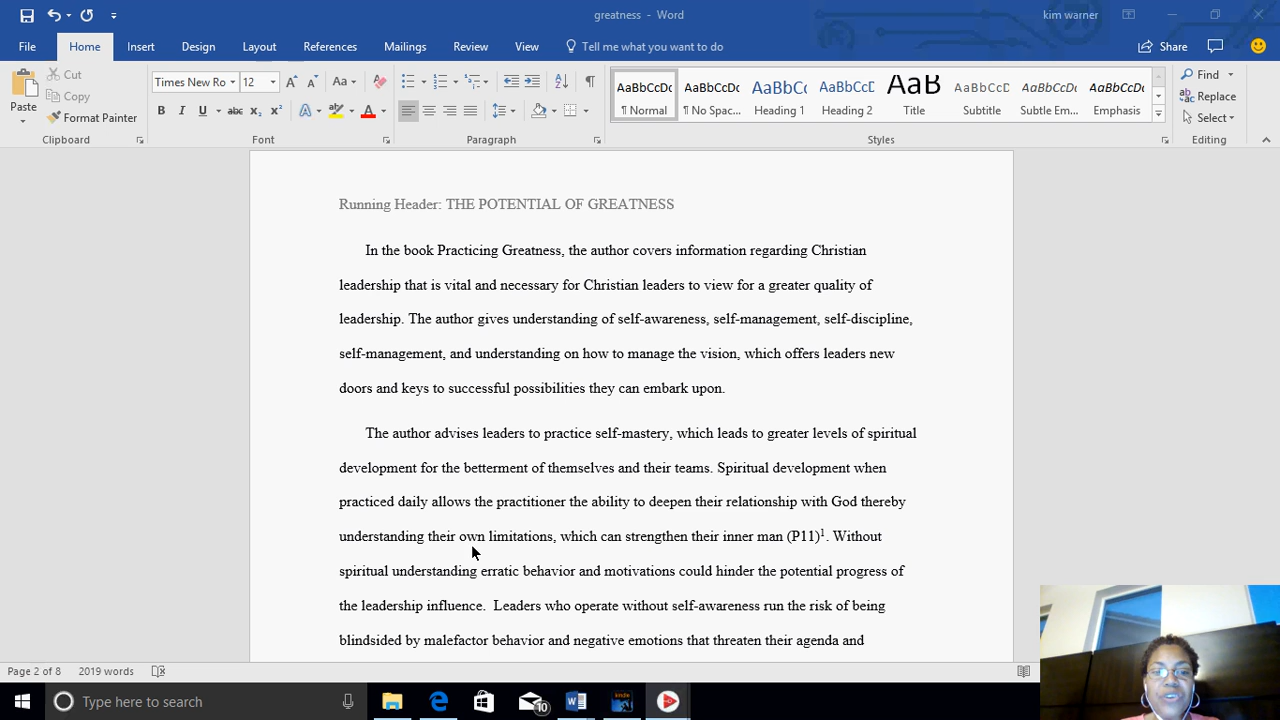 greatness - Word
kim warner
File Home Insert Design Layout References Mailings Review View Tell me what you want to do Share
Paste
Cut
Copy
Format Painter
Clipboard
Times New Ro 12 Aa
B I U abc x₂ x² A A
Font
Paragraph
AaBbCcDc AaBbCcDc AaBbCc AaBbCcD AaB AaBbCcD AaBbCcDc AaBbCcDc
¶ Normal ¶ No Spac... Heading 1 Heading 2 Title Subtitle Subtle Em... Emphasis
Styles
Find
Replace
Select
Editing
Running Header: THE POTENTIAL OF GREATNESS
In the book Practicing Greatness, the author covers information regarding Christian
leadership that is vital and necessary for Christian leaders to view for a greater quality of
leadership. The author gives understanding of self-awareness, self-management, self-discipline,
self-management, and understanding on how to manage the vision, which offers leaders new
doors and keys to successful possibilities they can embark upon.
The author advises leaders to practice self-mastery, which leads to greater levels of spiritual
development for the betterment of themselves and their teams. Spiritual development when
practiced daily allows the practitioner the ability to deepen their relationship with God thereby
understanding their own limitations, which can strengthen their inner man (P11)¹. Without
spiritual understanding erratic behavior and motivations could hinder the potential progress of
the leadership influence.  Leaders who operate without self-awareness run the risk of being
blindsided by malefactor behavior and negative emotions that threaten their agenda and
Page 2 of 8 2019 words
Type here to search
10
kindle